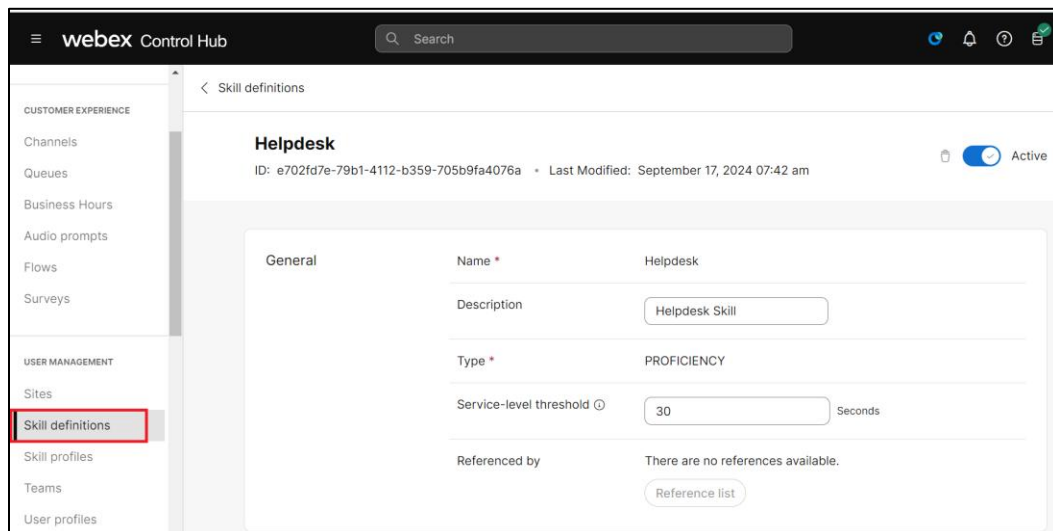 webex Control Hub
Search
CUSTOMER EXPERIENCE
Channels
Queues
Business Hours
Audio prompts
Flows
Surveys
USER MANAGEMENT
Sites
Skill definitions
Skill profiles
Teams
User profiles
Skill definitions
Helpdesk
ID: e702fd7e-79b1-4112-b359-705b9fa4076a • Last Modified: September 17, 2024 07:42 am
Active
General
Name * Helpdesk
Description Helpdesk Skill
Type * PROFICIENCY
Service-level threshold 30 Seconds
Referenced by There are no references available.
Reference list